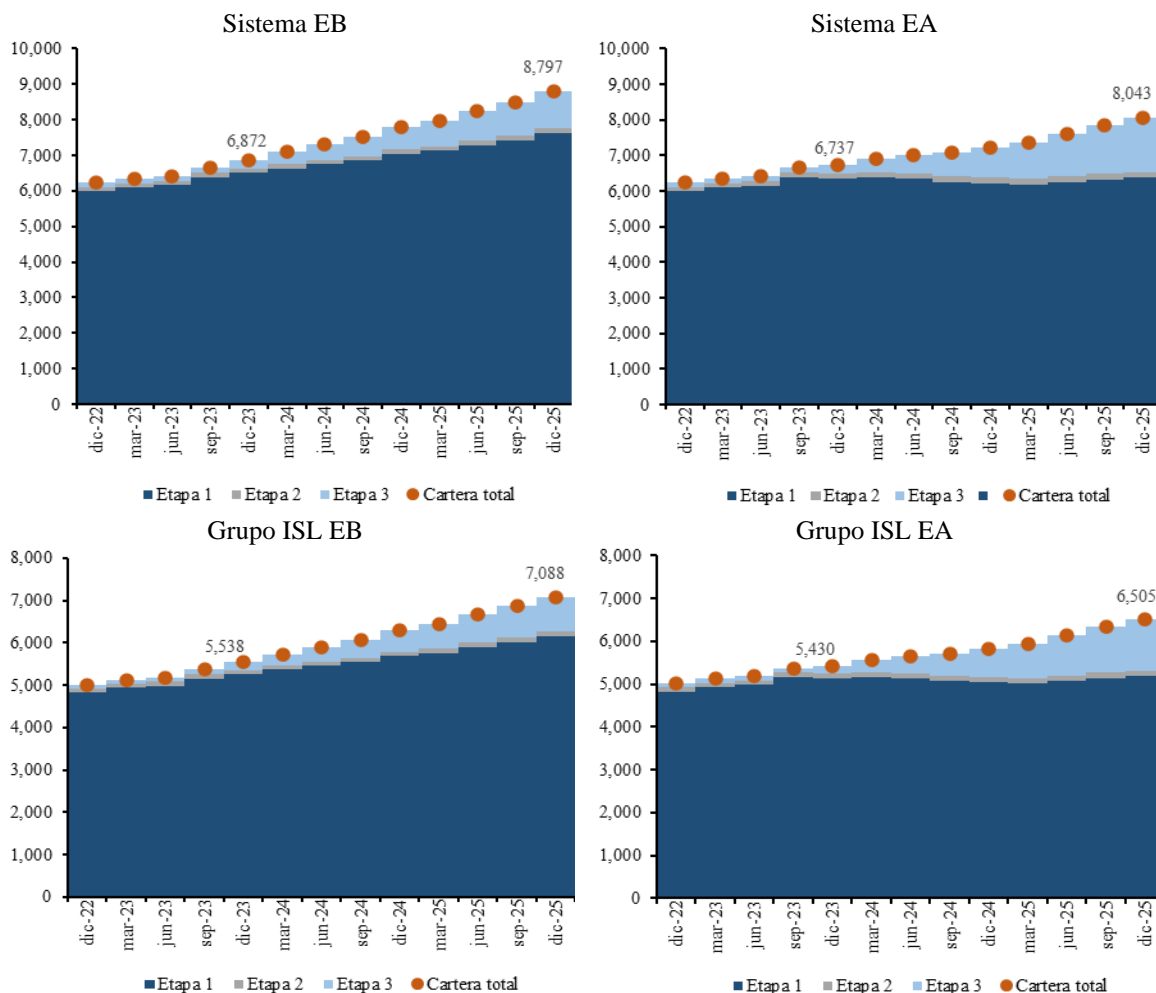 Sistema EB
10,000
9,000
8,000
7,000
6,000
5,000
4,000
3,000
2,000
1,000
0
6,872
8,797
dic-22
mar-23
jun-23
sep-23
dic-23
mar-24
jun-24
sep-24
dic-24
mar-25
jun-25
sep-25
dic-25
Etapa 1 Etapa 2 Etapa 3 Cartera total
Sistema EA
10,000
9,000
8,000
7,000
6,000
5,000
4,000
3,000
2,000
1,000
0
6,737
8,043
dic-22
mar-23
jun-23
sep-23
dic-23
mar-24
jun-24
sep-24
dic-24
mar-25
jun-25
sep-25
dic-25
Etapa 1 Etapa 2 Etapa 3 Cartera total
Grupo ISL EB
8,000
7,000
6,000
5,000
4,000
3,000
2,000
1,000
0
5,538
7,088
dic-22
mar-23
jun-23
sep-23
dic-23
mar-24
jun-24
sep-24
dic-24
mar-25
jun-25
sep-25
dic-25
Etapa 1 Etapa 2 Etapa 3 Cartera total
Grupo ISL EA
8,000
7,000
6,000
5,000
4,000
3,000
2,000
1,000
0
5,430
6,505
dic-22
mar-23
jun-23
sep-23
dic-23
mar-24
jun-24
sep-24
dic-24
mar-25
jun-25
sep-25
dic-25
Etapa 1 Etapa 2 Etapa 3 Cartera total